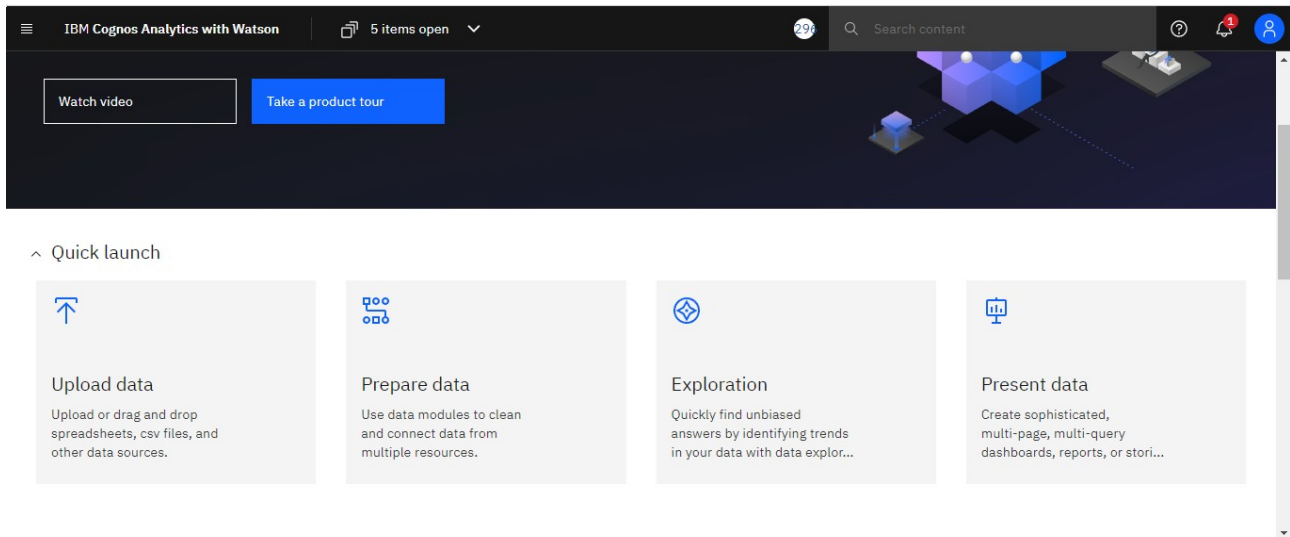 IBM Cognos Analytics with Watson
5 items open
296
Search content
1
Watch video
Take a product tour
Quick launch
Upload data
Upload or drag and drop
spreadsheets, csv files, and
other data sources.
Prepare data
Use data modules to clean
and connect data from
multiple resources.
Exploration
Quickly find unbiased
answers by identifying trends
in your data with data explor...
Present data
Create sophisticated,
multi-page, multi-query
dashboards, reports, or stori...